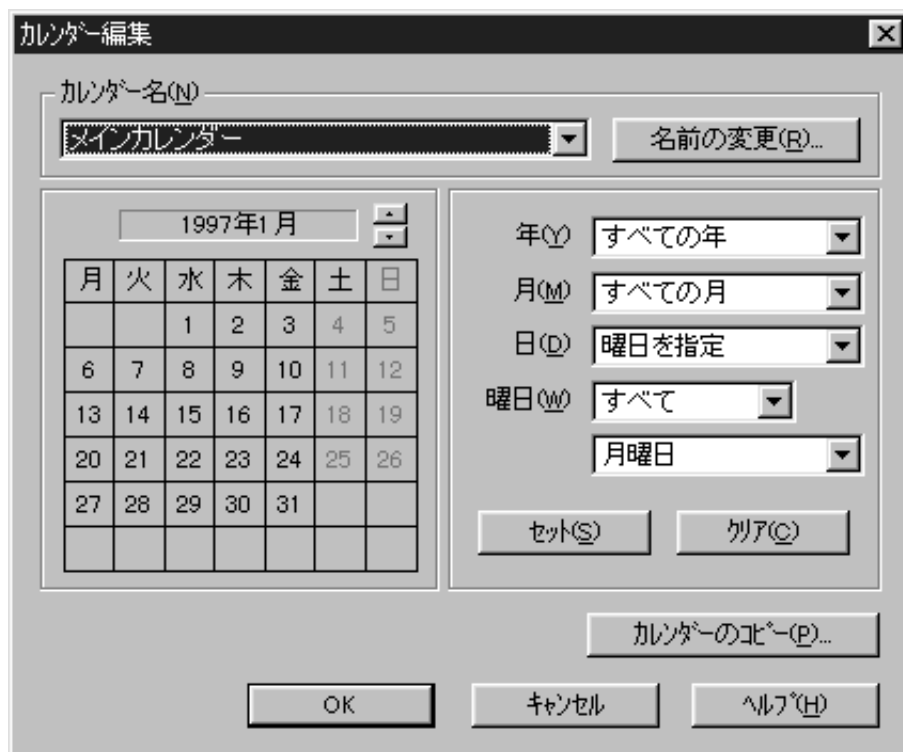 カレンダー編集
カレンダー名(N)
メインカレンダー
名前の変更(R)...
1997年1月
月 火 水 木 金 土 日
1 2 3 4 5
6 7 8 9 10 11 12
13 14 15 16 17 18 19
20 21 22 23 24 25 26
27 28 29 30 31
年(Y) すべての年
月(M) すべての月
日(D) 曜日を指定
曜日(W) すべて
月曜日
セット(S) クリア(C)
カレンダーのコピー(P)...
OK キャンセル ヘルプ(H)